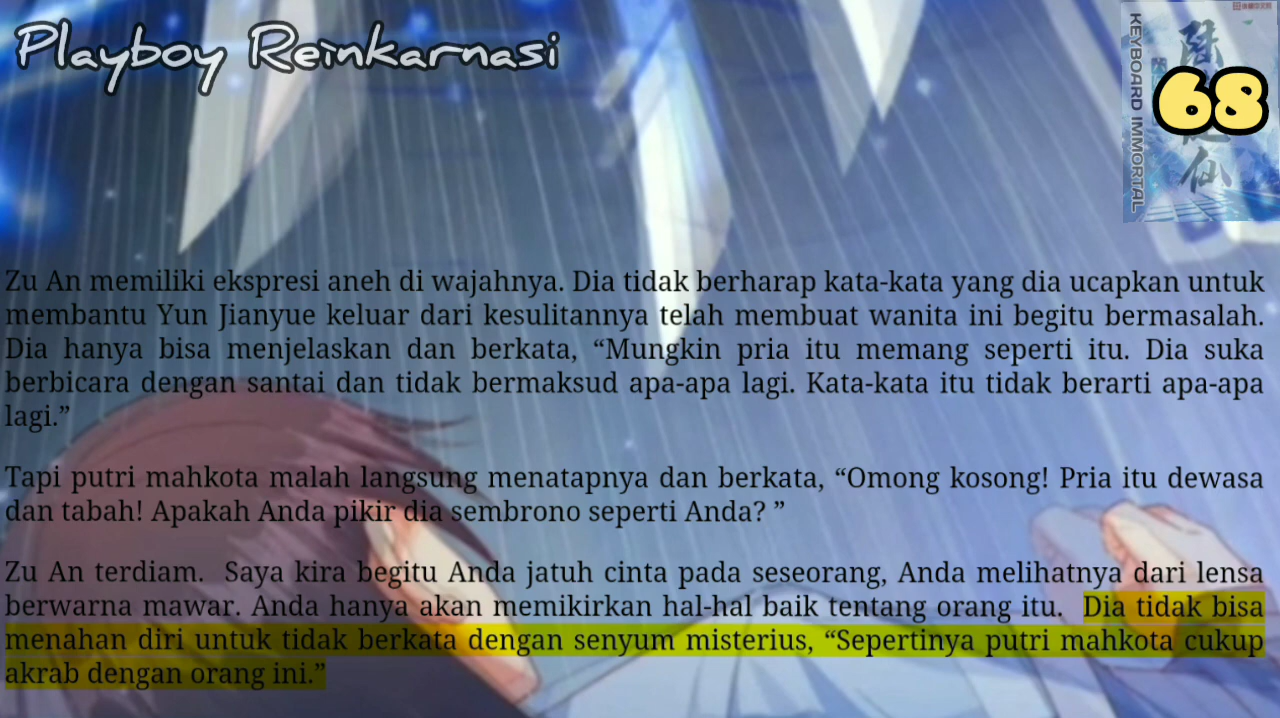 Playboy Reinkarnasi
KEYBOARD IMMORTAL
68
仙
Zu An memiliki ekspresi aneh di wajahnya. Dia tidak berharap kata-kata yang dia ucapkan untuk
membantu Yun Jianyue keluar dari kesulitannya telah membuat wanita ini begitu bermasalah.
Dia hanya bisa menjelaskan dan berkata, “Mungkin pria itu memang seperti itu. Dia suka
berbicara dengan santai dan tidak bermaksud apa-apa lagi. Kata-kata itu tidak berarti apa-apa
lagi.”
Tapi putri mahkota malah langsung menatapnya dan berkata, “Omong kosong! Pria itu dewasa
dan tabah! Apakah Anda pikir dia sembrono seperti Anda? ”
Zu An terdiam.  Saya kira begitu Anda jatuh cinta pada seseorang, Anda melihatnya dari lensa
berwarna mawar. Anda hanya akan memikirkan hal-hal baik tentang orang itu.  Dia tidak bisa
menahan diri untuk tidak berkata dengan senyum misterius, “Sepertinya putri mahkota cukup
akrab dengan orang ini.”